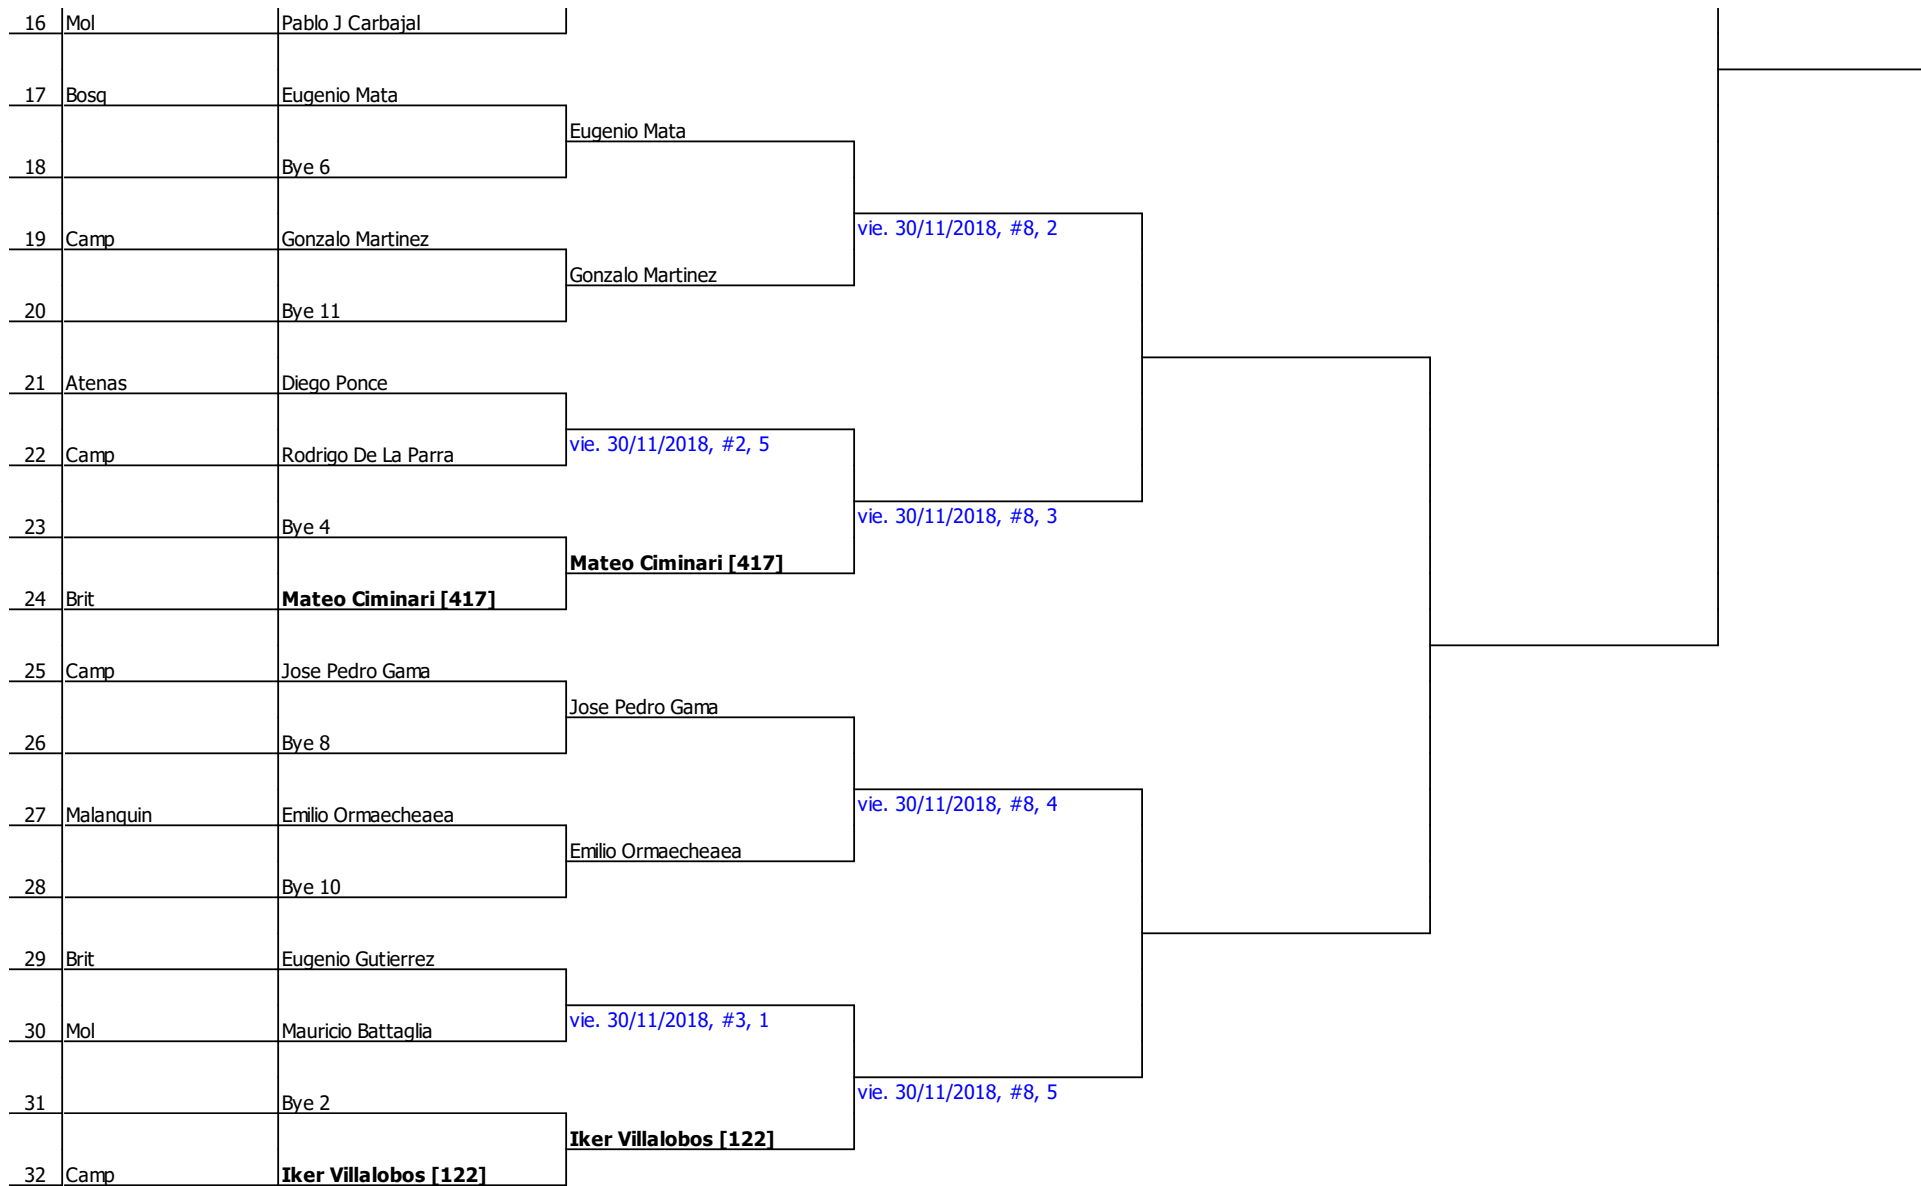 16 Mol Pablo J Carbajal
17 Bosq Eugenio Mata
Eugenio Mata
18 Bye 6
vie. 30/11/2018, #8, 2
19 Camp Gonzalo Martinez
Gonzalo Martinez
20 Bye 11
21 Atenas Diego Ponce
vie. 30/11/2018, #2, 5
22 Camp Rodrigo De La Parra
vie. 30/11/2018, #8, 3
23 Bye 4
Mateo Ciminari [417]
24 Brit Mateo Ciminari [417]
25 Camp Jose Pedro Gama
Jose Pedro Gama
26 Bye 8
vie. 30/11/2018, #8, 4
27 Malanquin Emilio Ormaecheaea
Emilio Ormaecheaea
28 Bye 10
29 Brit Eugenio Gutierrez
vie. 30/11/2018, #3, 1
30 Mol Mauricio Battaglia
vie. 30/11/2018, #8, 5
31 Bye 2
Iker Villalobos [122]
32 Camp Iker Villalobos [122]